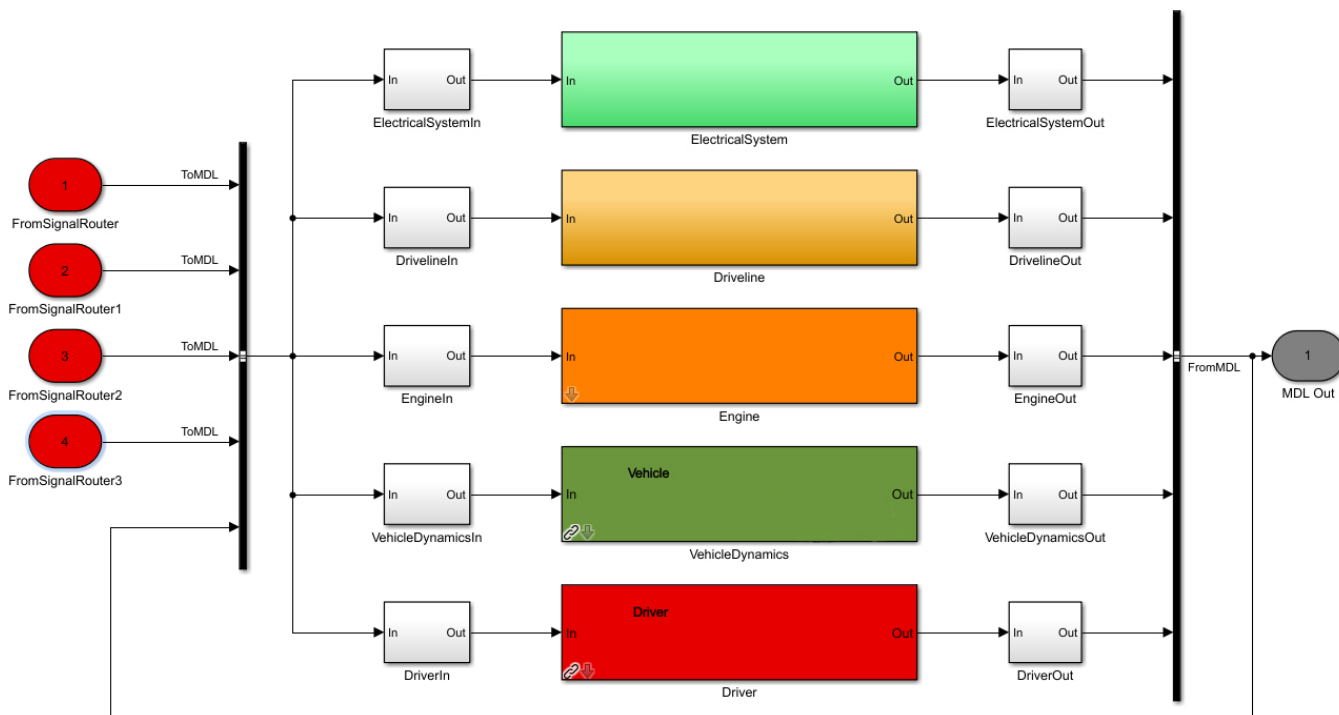 In Out
ElectricalSystemIn
In Out
ElectricalSystem
In Out
ElectricalSystemOut
1
FromSignalRouter
ToMDL
2
FromSignalRouter1
ToMDL
3
FromSignalRouter2
ToMDL
4
FromSignalRouter3
ToMDL
In Out
DrivelineIn
In Out
Driveline
In Out
DrivelineOut
In Out
EngineIn
In Out
Engine
In Out
EngineOut
FromMDL
1
MDL Out
In Out
VehicleDynamicsIn
Vehicle
In Out
VehicleDynamics
In Out
VehicleDynamicsOut
In Out
DriverIn
Driver
In Out
Driver
In Out
DriverOut